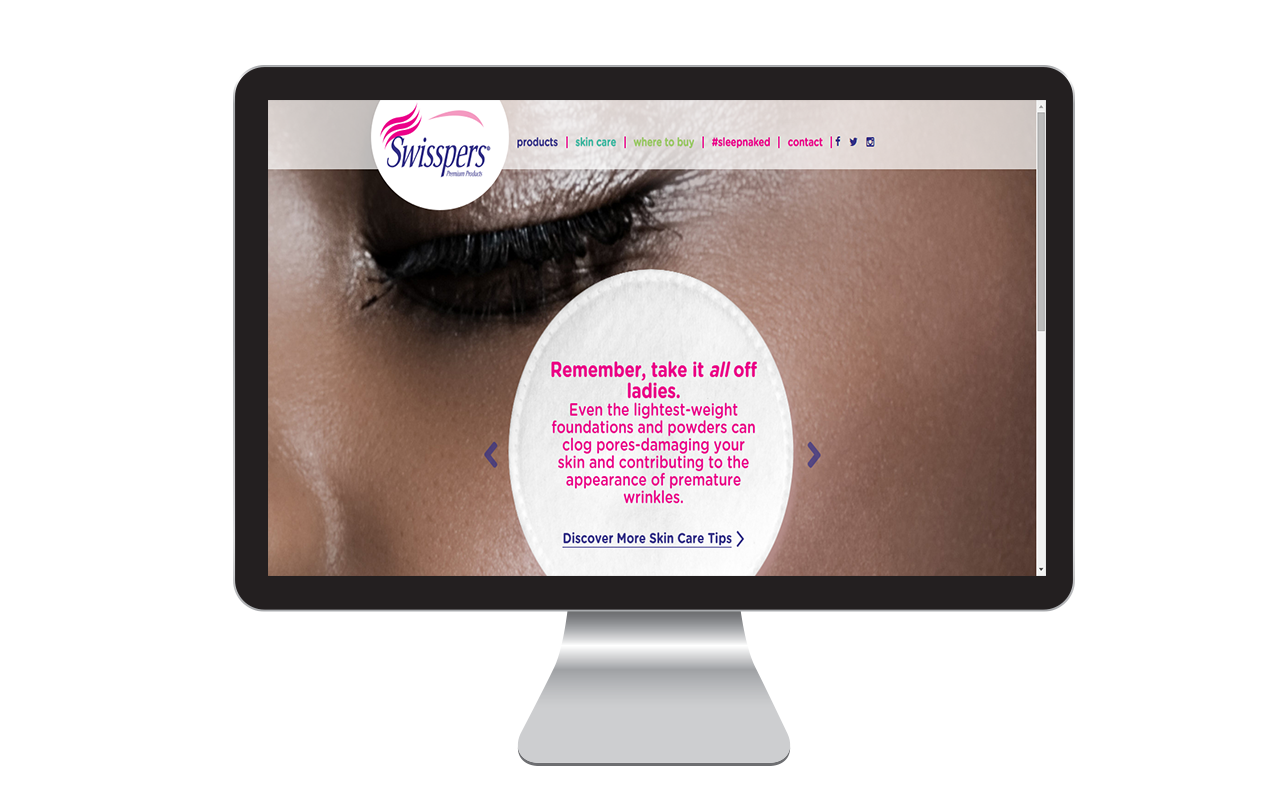 Swisspers®
Premium Products
products | skin care | where to buy | #sleepnaked | contact |
Remember, take it all off
ladies.
Even the lightest-weight
foundations and powders can
clog pores-damaging your
skin and contributing to the
appearance of premature
wrinkles.
Discover More Skin Care Tips